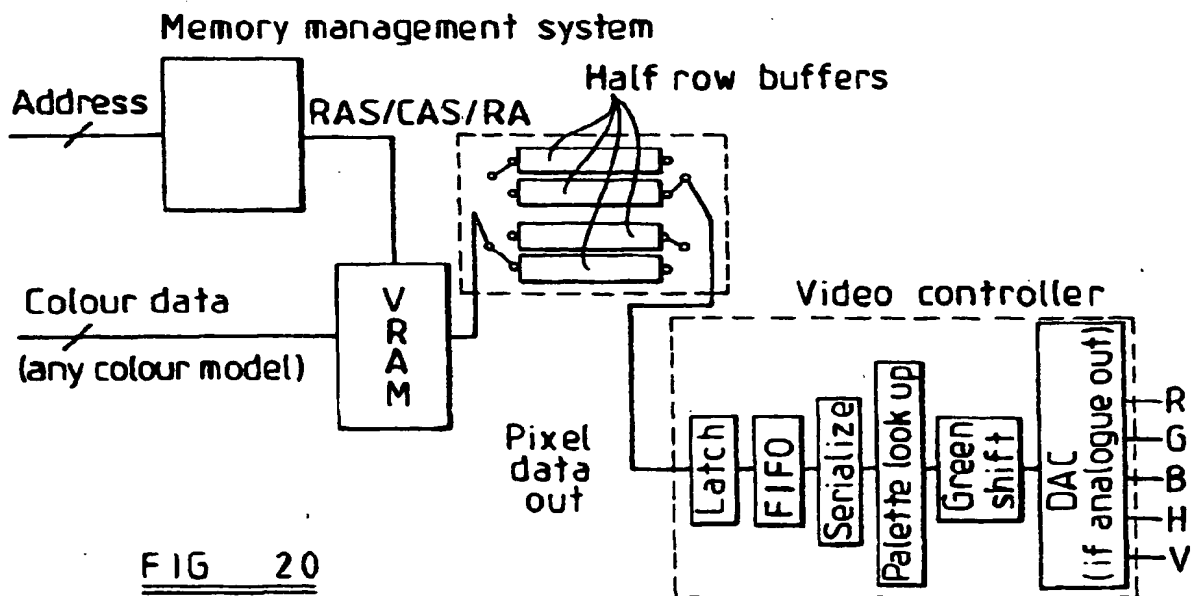 Memory management system
Half row buffers
Address
RAS/CAS/RA
Colour data
(any colour model)
VRAM
Video controller
Pixel
data
out
Latch
FIFO
Serialize
Palette look up
Green
shift
DAC
(if analogue out)
R
G
B
H
V
FIG 20